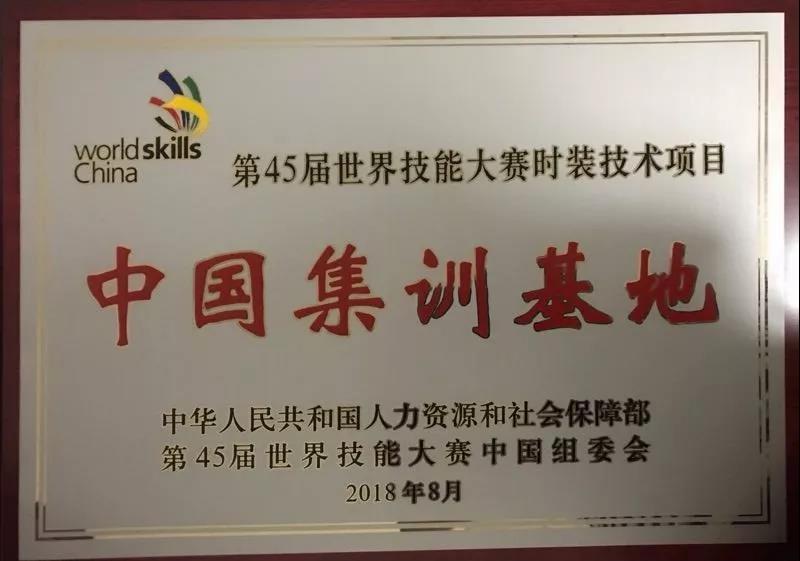 worldskills
China
第45届世界技能大赛时装技术项目
中国集训基地
中华人民共和国人力资源和社会保障部
第45届世界技能大赛中国组委会
2018年8月